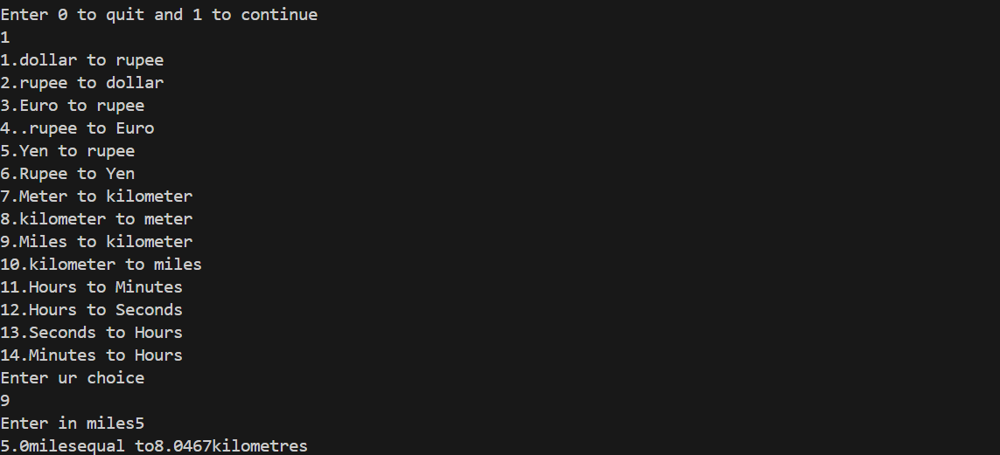 Enter 0 to quit and 1 to continue
1
1.dollar to rupee
2.rupee to dollar
3.Euro to rupee
4..rupee to Euro
5.Yen to rupee
6.Rupee to Yen
7.Meter to kilometer
8.kilometer to meter
9.Miles to kilometer
10.kilometer to miles
11.Hours to Minutes
12.Hours to Seconds
13.Seconds to Hours
14.Minutes to Hours
Enter ur choice
9
Enter in miles5
5.0milesequal to8.0467kilometres